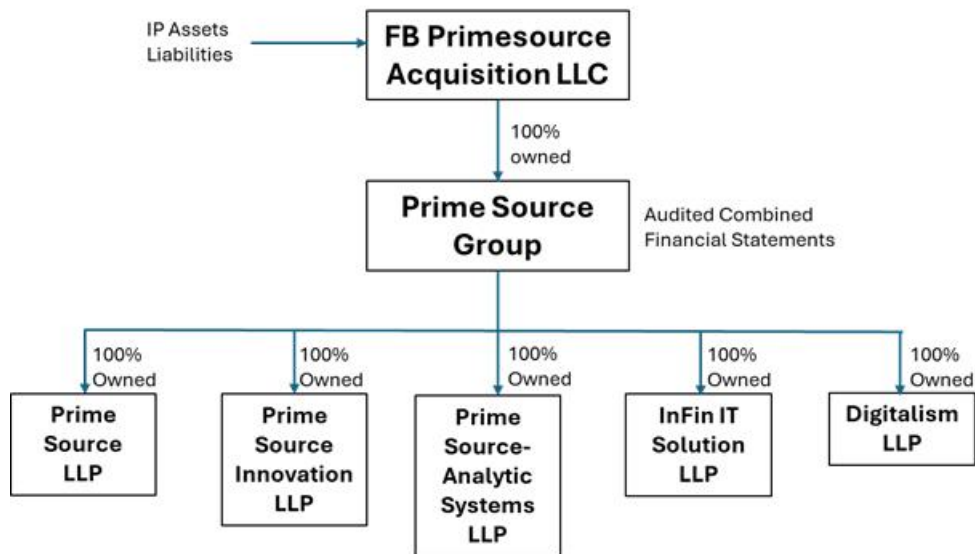 IP Assets
Liabilities
FB Primesource
Acquisition LLC
100%
owned
Prime Source
Group
Audited Combined
Financial Statements
100%
Owned
100%
Owned
100%
Owned
100%
Owned
100%
Owned
Prime
Source
LLP
Prime
Source
Innovation
LLP
Prime
Source-
Analytic
Systems
LLP
InFin IT
Solution
LLP
Digitalism
LLP